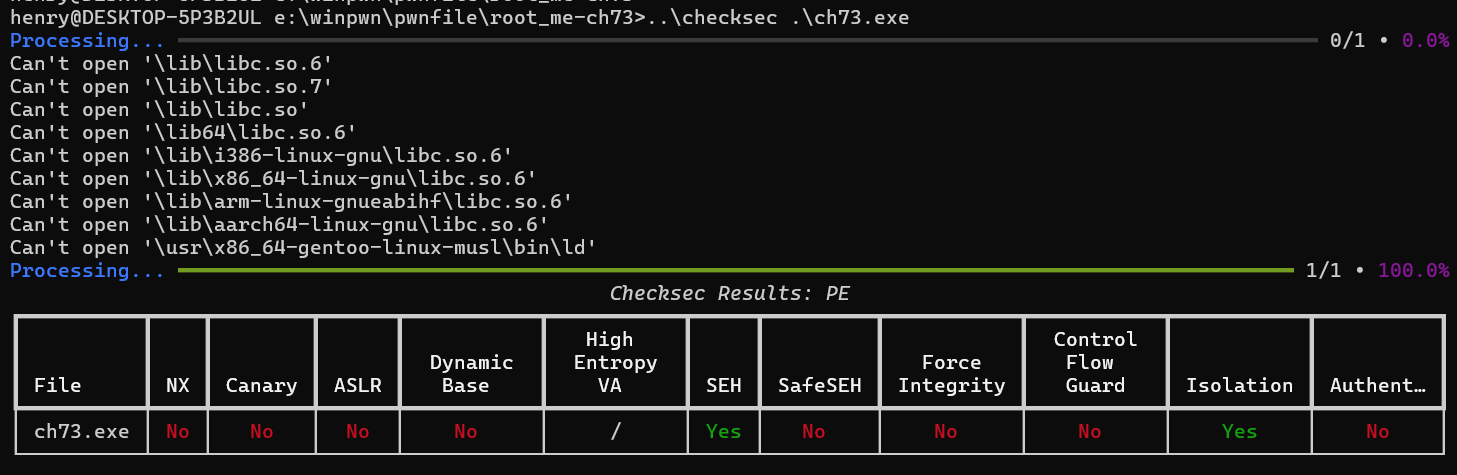 henry@DESKTOP-5P3B2UL e:\winpwn\pwnfile\root_me-ch73>..\checksec .\ch73.exe
Processing... 0/1 • 0.0%
Can't open '\lib\libc.so.6'
Can't open '\lib\libc.so.7'
Can't open '\lib\libc.so'
Can't open '\lib64\libc.so.6'
Can't open '\lib\i386-linux-gnu\libc.so.6'
Can't open '\lib\x86_64-linux-gnu\libc.so.6'
Can't open '\lib\arm-linux-gnueabihf\libc.so.6'
Can't open '\lib\aarch64-linux-gnu\libc.so.6'
Can't open '\usr\x86_64-gentoo-linux-musl\bin\ld'
Processing... 1/1 • 100.0%
Checksec Results: PE
High Control
Dynamic Entropy Force Flow
File NX Canary ASLR Base VA SEH SafeSEH Integrity Guard Isolation Authent…
ch73.exe No No No No / Yes No No No Yes No